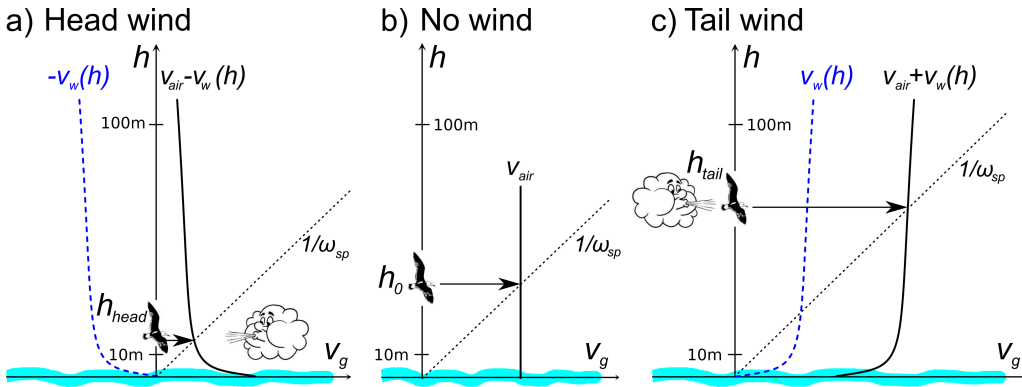 a) Head wind
h
-v_w(h)
v_air-v_w(h)
100m
1/ω_sp
h_head
10m
v_g
b) No wind
h
100m
v_air
1/ω_sp
h_0
10m
v_g
c) Tail wind
h
v_w(h)
v_air+v_w(h)
100m
h_tail
1/ω_sp
10m
v_g